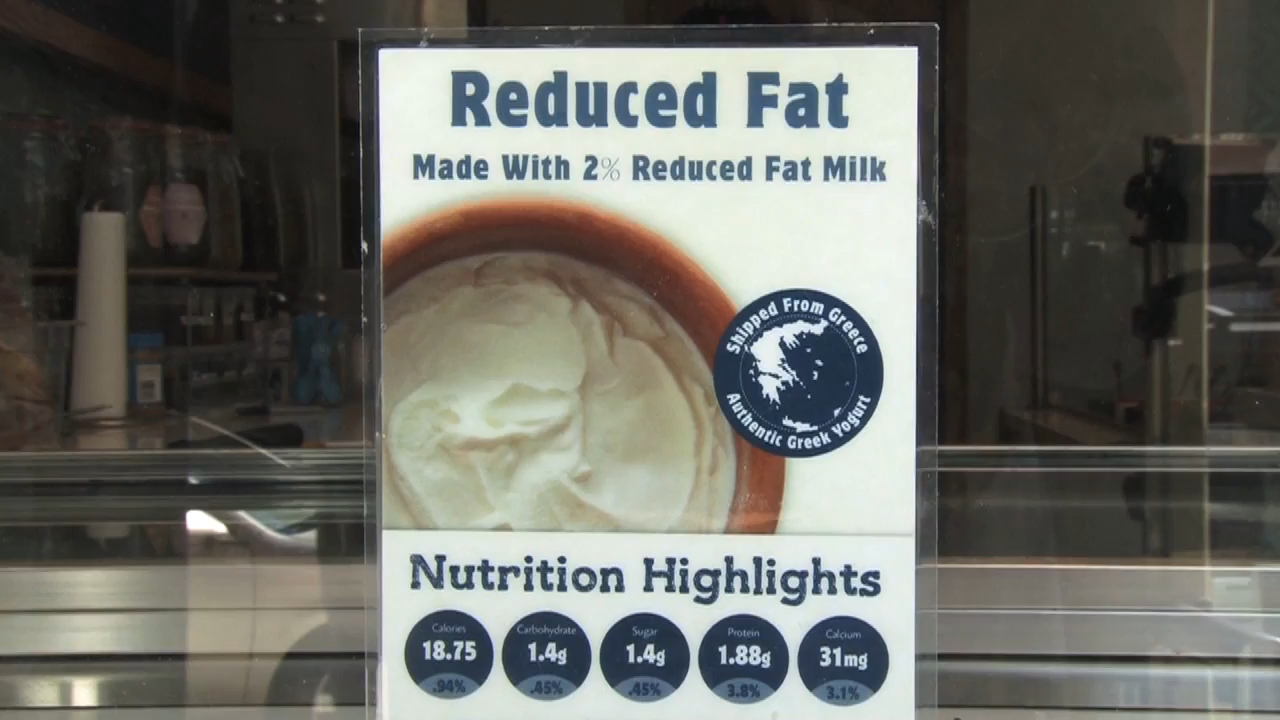 Reduced Fat
Made With 2% Reduced Fat Milk
Shipped From Greece
Authentic Greek Yogurt
Nutrition Highlights
Calories Carbohydrate Sugar Protein Calcium
18.75 1.4g 1.4g 1.88g 31mg
.94% .45% .45% 3.8% 3.1%